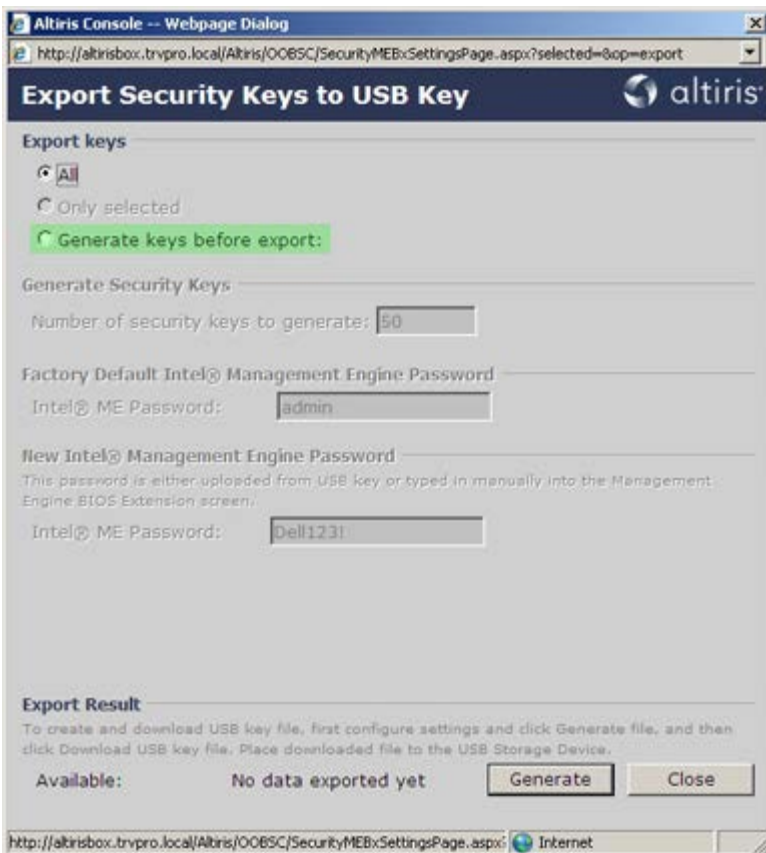 Altiris Console -- Webpage Dialog
http://altirisbox.trvpro.local/Altiris/OOBSC/SecurityMEBxSettingsPage.aspx?selected=&op=export
Export Security Keys to USB Key
altiris
Export keys
All
Only selected
Generate keys before export:
Generate Security Keys
Number of security keys to generate: 50
Factory Default Intel® Management Engine Password
Intel® ME Password: admin
New Intel® Management Engine Password
This password is either uploaded from USB key or typed in manually into the Management
Engine BIOS Extension screen.
Intel® ME Password: Dell123!
Export Result
To create and download USB key file, first configure settings and click Generate file, and then
click Download USB key file. Place downloaded file to the USB Storage Device.
Available: No data exported yet Generate Close
http://altirisbox.trvpro.local/Altiris/OOBSC/SecurityMEBxSettingsPage.aspx? Internet